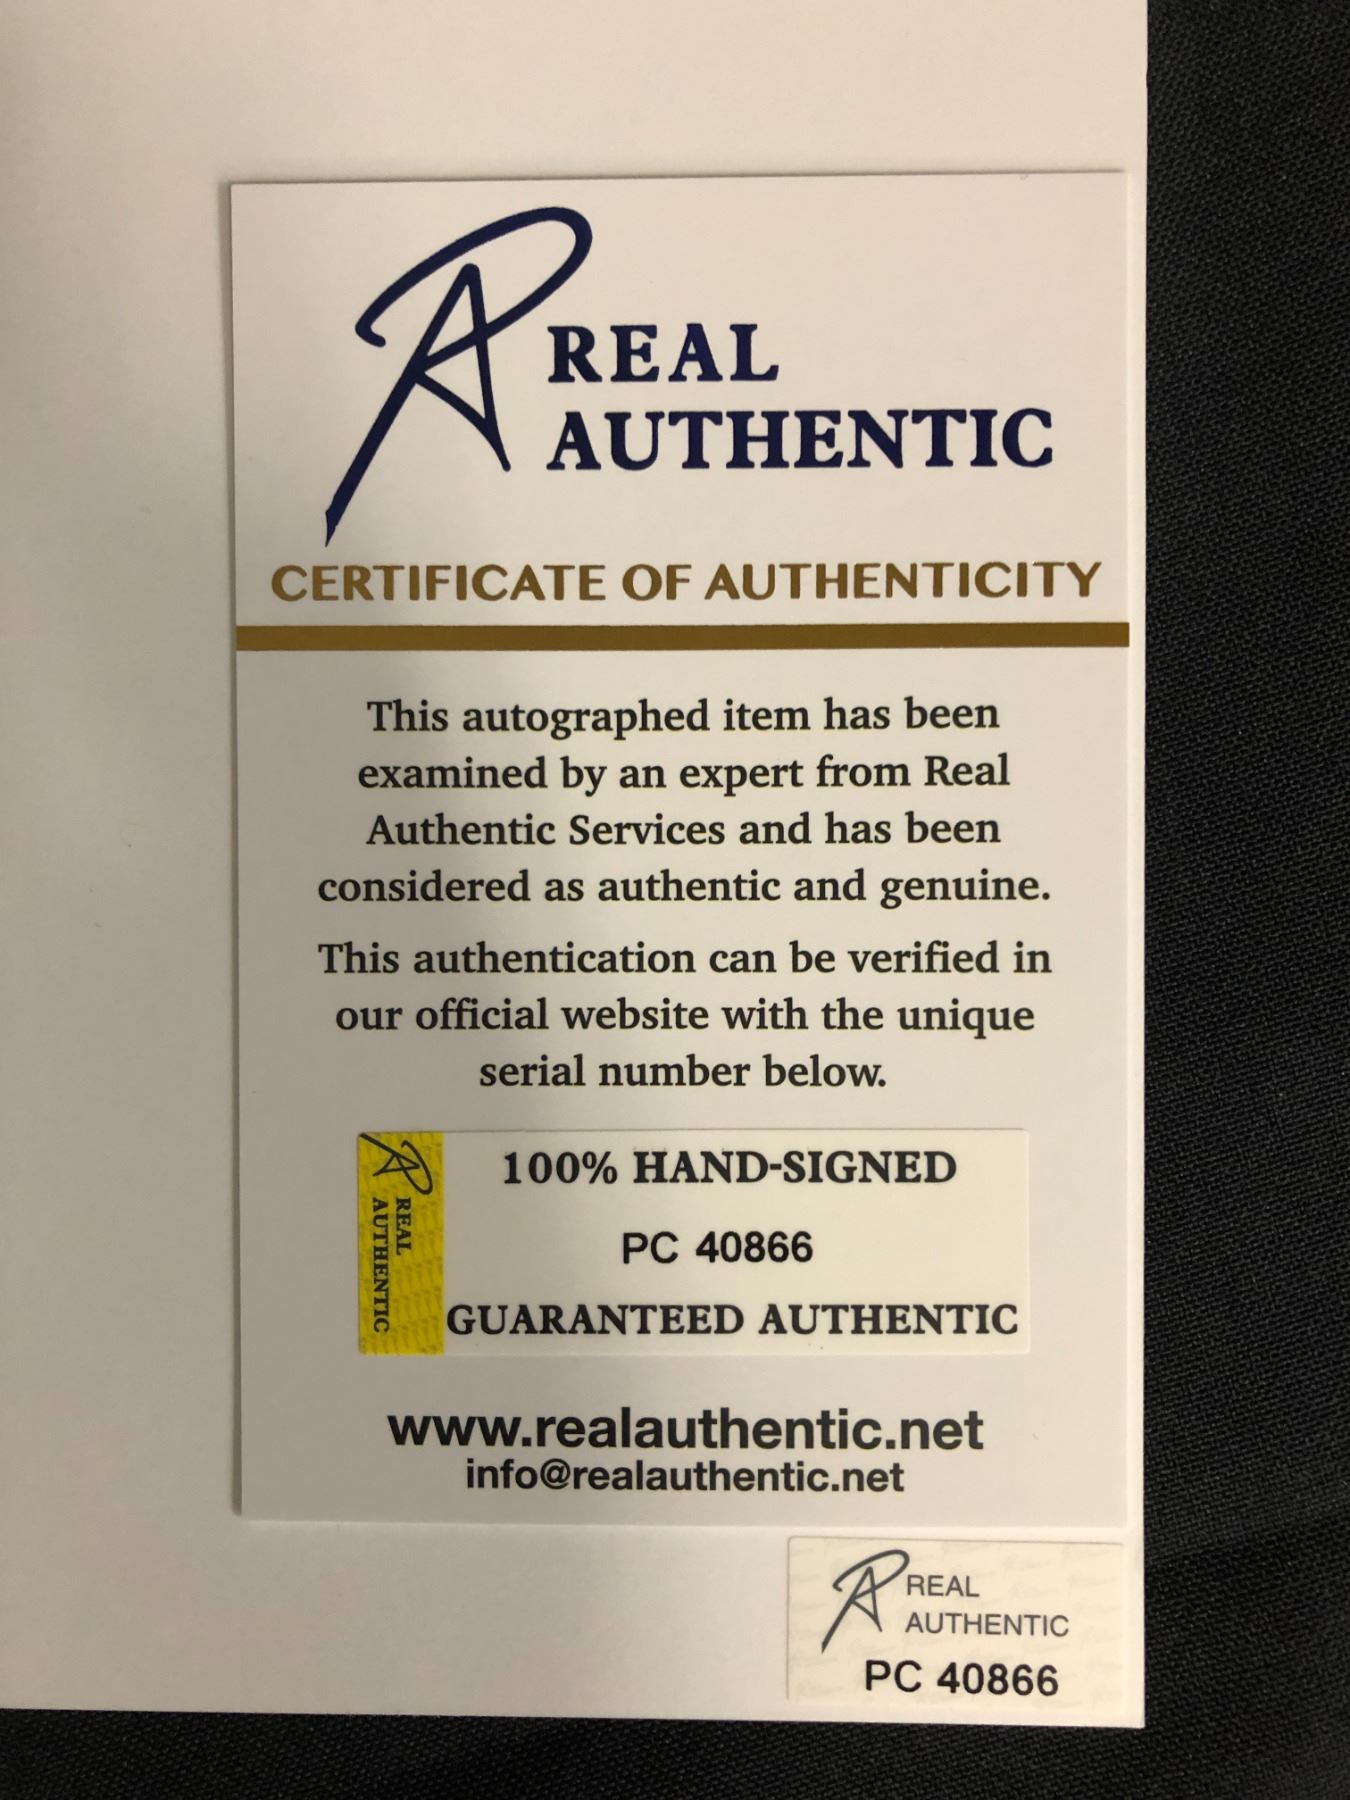 REAL
AUTHENTIC
CERTIFICATE OF AUTHENTICITY
This autographed item has been
examined by an expert from Real
Authentic Services and has been
considered as authentic and genuine.
This authentication can be verified in
our official website with the unique
serial number below.
REAL
AUTHENTIC
100% HAND-SIGNED
PC 40866
GUARANTEED AUTHENTIC
www.realauthentic.net
info@realauthentic.net
REAL
AUTHENTIC
PC 40866